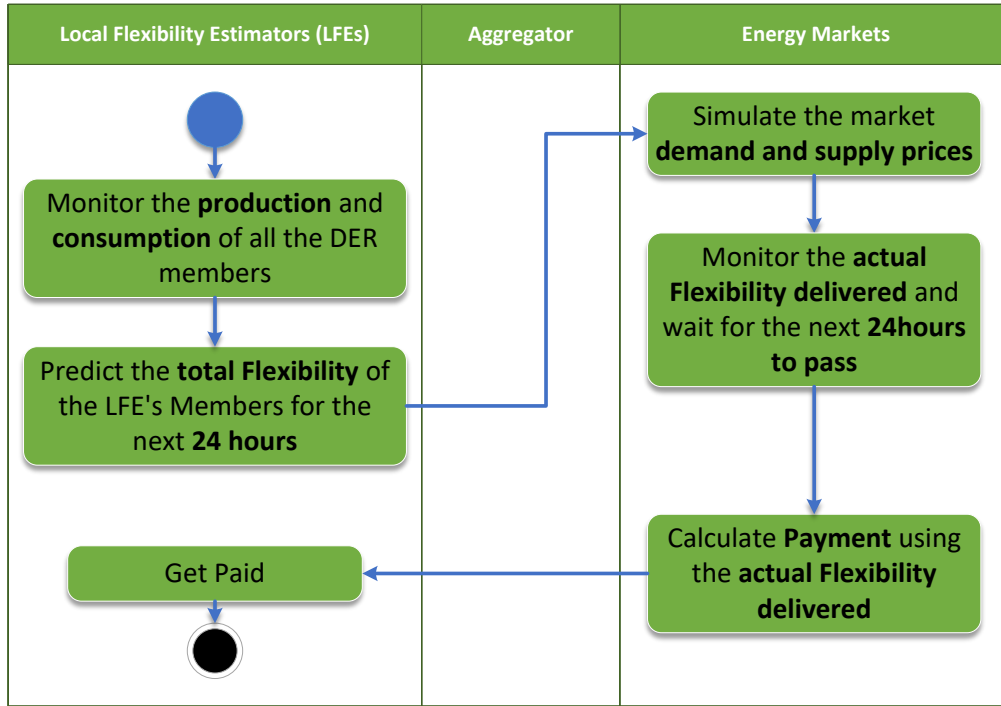 Local Flexibility Estimators (LFEs)
Aggregator
Energy Markets
Monitor the production and
consumption of all the DER
members
Predict the total Flexibility of
the LFE's Members for the
next 24 hours
Simulate the market
demand and supply prices
Monitor the actual
Flexibility delivered and
wait for the next 24hours
to pass
Calculate Payment using
the actual Flexibility
delivered
Get Paid